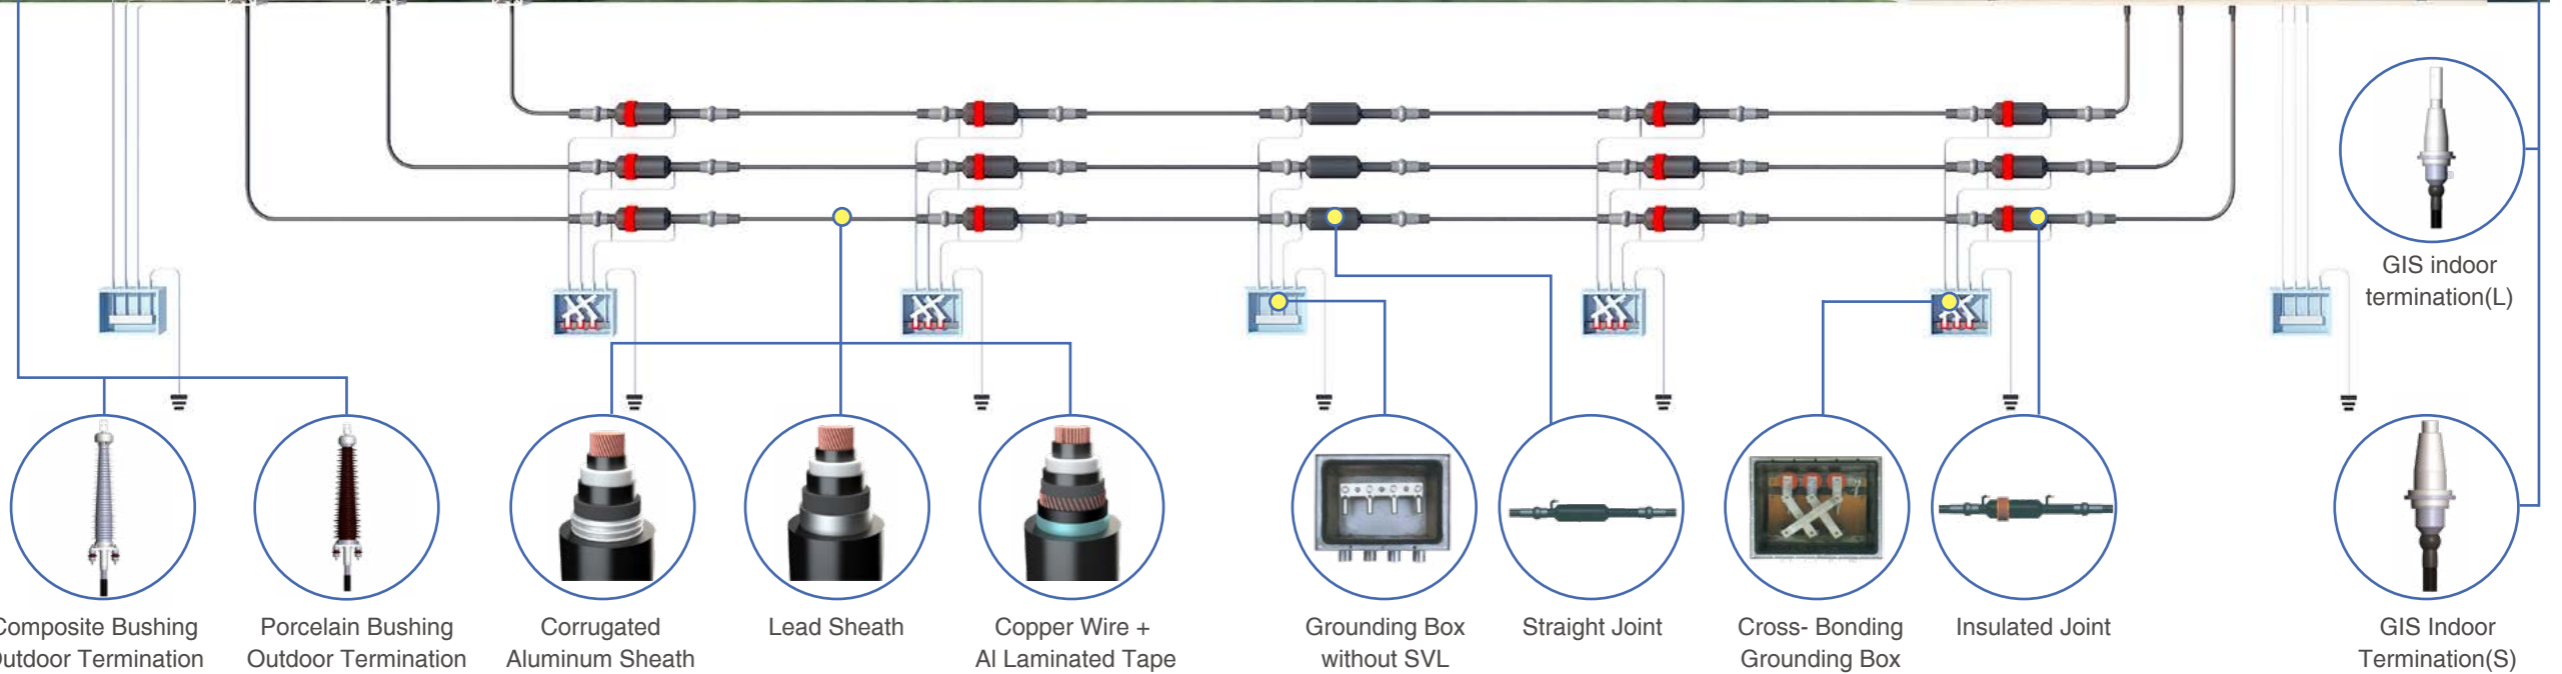 GIS indoor
termination(L)
Composite Bushing
Outdoor Termination
Porcelain Bushing
Outdoor Termination
Corrugated
Aluminum Sheath
Lead Sheath
Copper Wire +
Al Laminated Tape
Grounding Box
without SVL
Straight Joint
Cross- Bonding
Grounding Box
Insulated Joint
GIS Indoor
Termination(S)